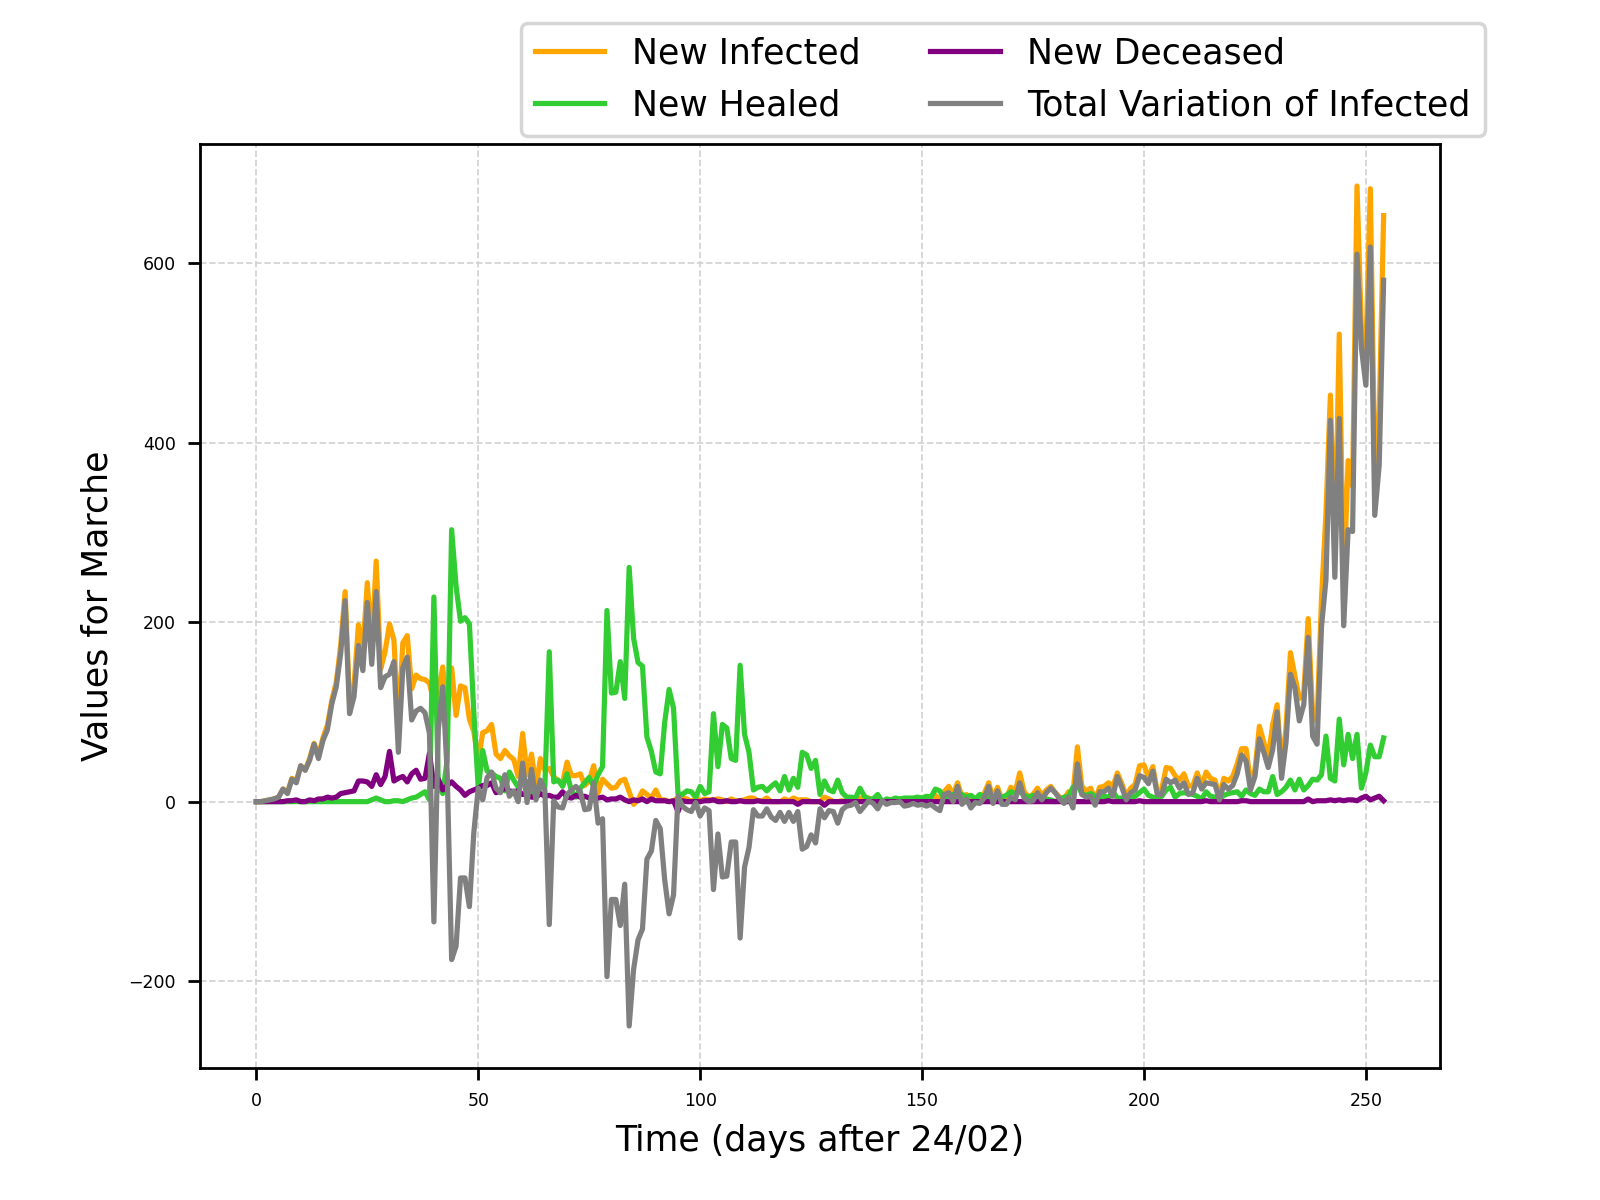 New Infected
New Healed
New Deceased
Total Variation of Infected
600
400
200
0
−200
Values for Marche
0 50 100 150 200 250
Time (days after 24/02)